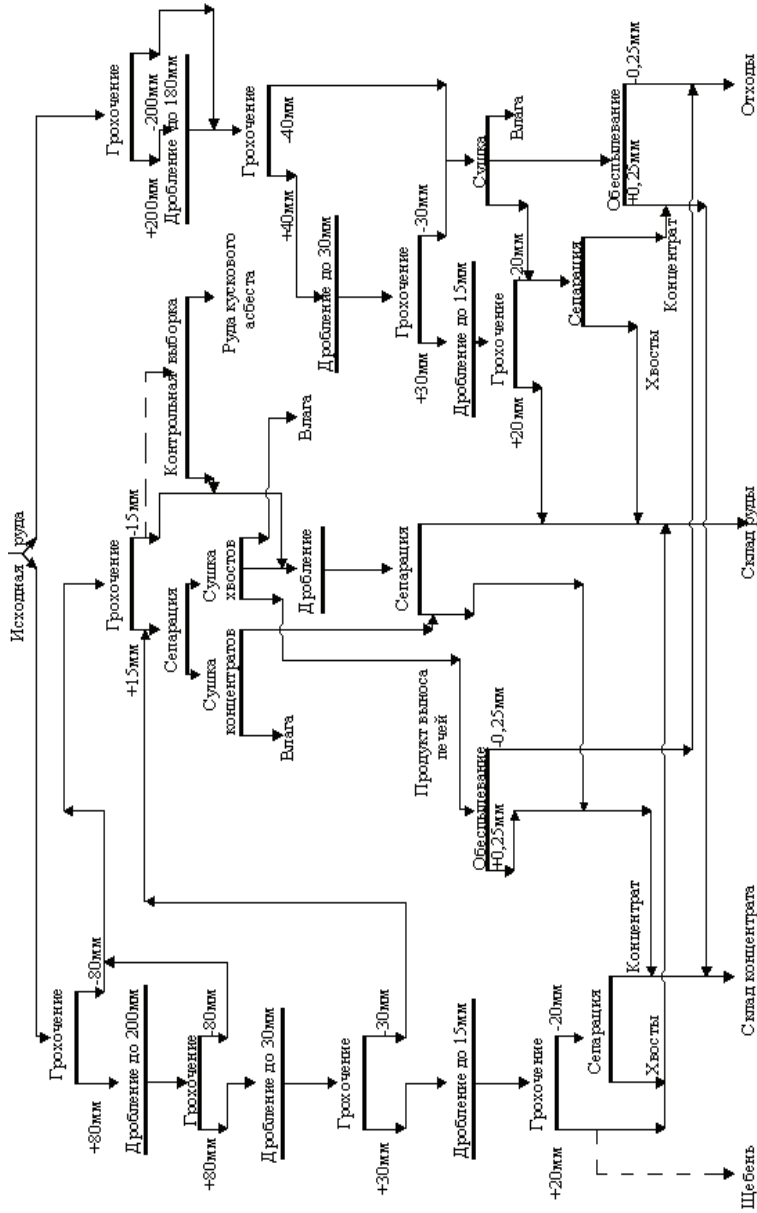 Исходная руда
Грохочение
+80мм
-80мм
Дробление до 200мм
Грохочение
+80мм
-80мм
Дробление до 30мм
Грохочение
+30мм
-30мм
Дробление до 15мм
Грохочение
+20мм
-20мм
Сепарация
Хвосты
Концентрат
Щебень
Склад концентрата
Грохочение
+15мм
-15мм
Сепарация
Сушка
концентратов
Сушка
хвостов
Влага
Влага
Контрольная выборка
Руда кускового
асбеста
Дробление
Сепарация
Продукт выноса
печей
Обеспылевание
+0,25мм
-0,25мм
Склад руды
Грохочение
+200мм
-200мм
Дробление до 180мм
Грохочение
+40мм
-40мм
Дробление до 30мм
Грохочение
+30мм
-30мм
Дробление до 15мм
Сушка
Влага
Грохочение
+20мм
-20мм
Сепарация
Хвосты
Концентрат
Обеспылевание
+0,25мм
-0,25мм
Отходы